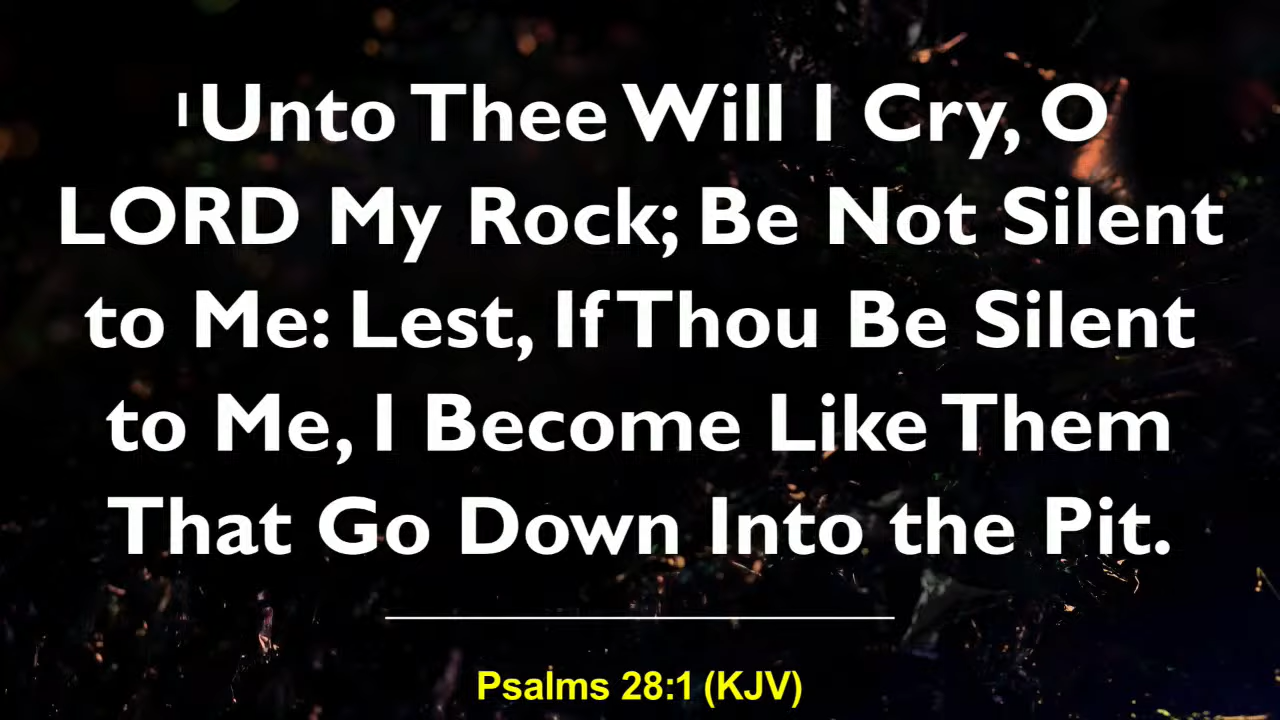 1Unto Thee Will I Cry, O
LORD My Rock; Be Not Silent
to Me: Lest, If Thou Be Silent
to Me, I Become Like Them
That Go Down Into the Pit.
Psalms 28:1 (KJV)